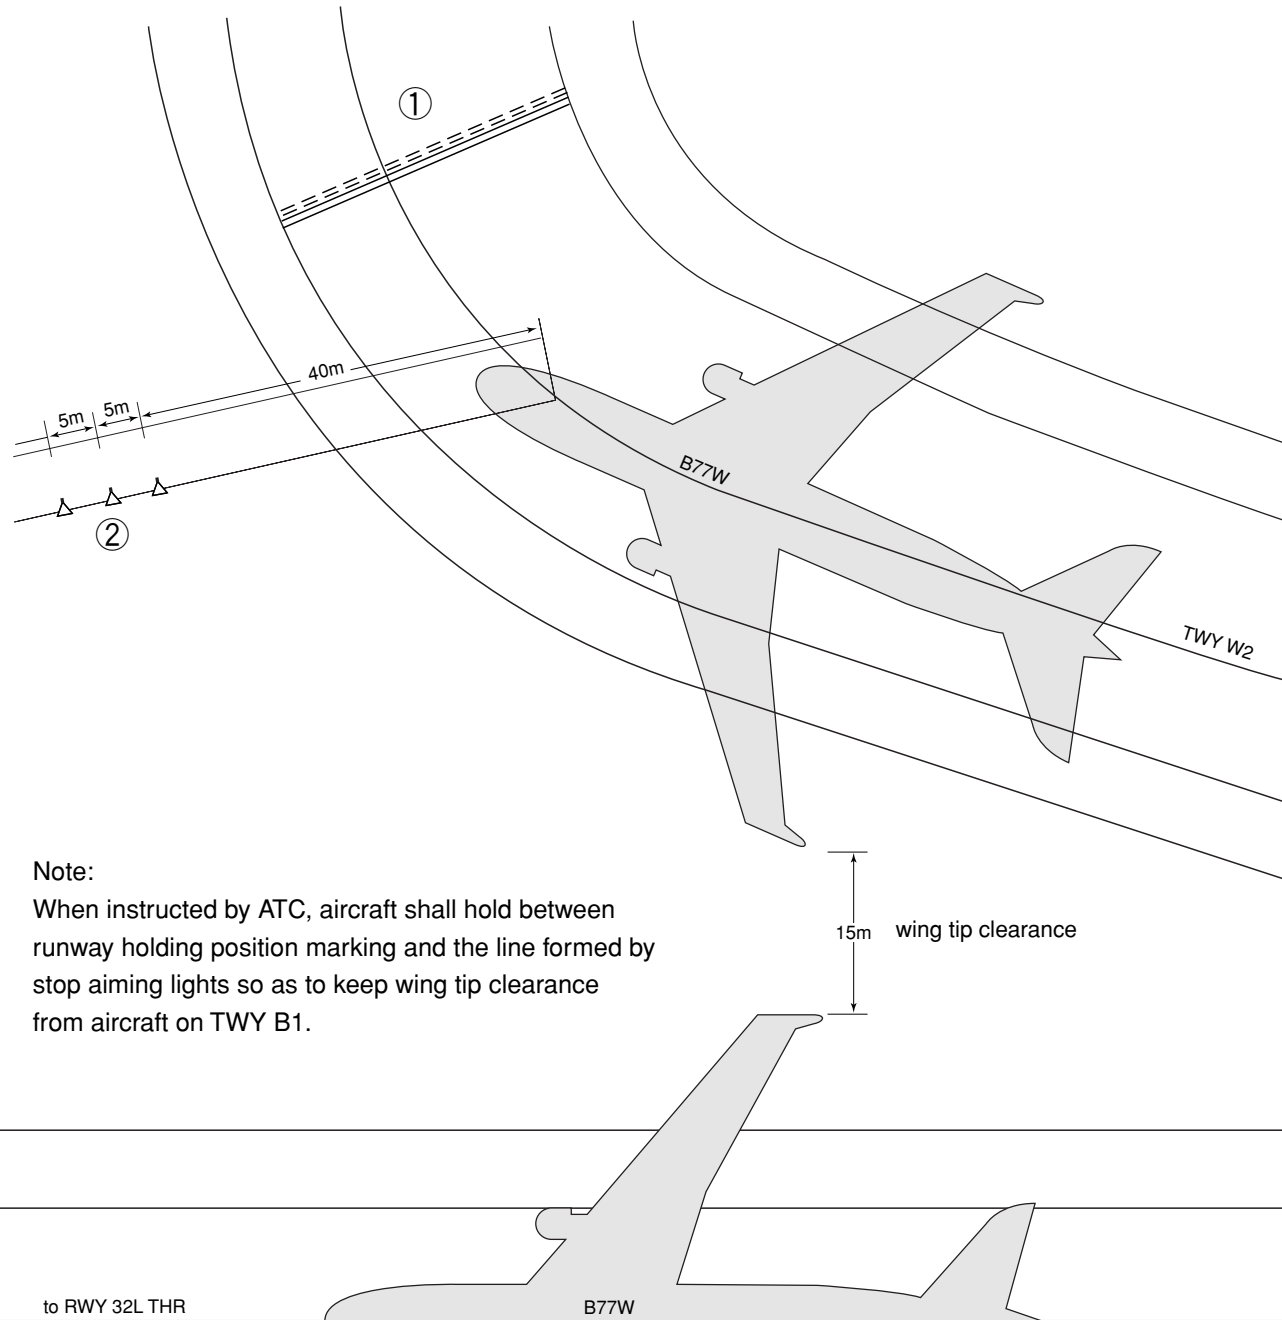 ①
40m
5m
5m
②
B77W
TWY W2
Note:
When instructed by ATC, aircraft shall hold between
runway holding position marking and the line formed by
stop aiming lights so as to keep wing tip clearance
from aircraft on TWY B1.
15m
wing tip clearance
to RWY 32L THR
B77W